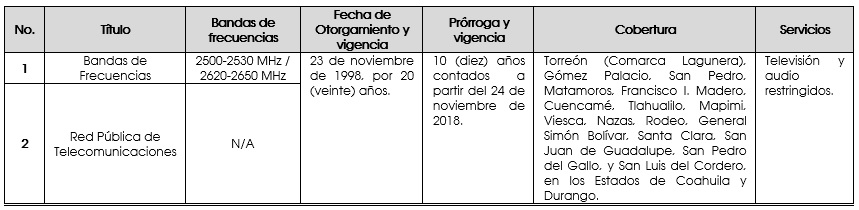 No.
Título
Bandas de
frecuencias
Fecha de
Otorgamiento y
vigencia
Prórroga y
vigencia
Cobertura
Servicios
1
Bandas de
Frecuencias
2500-2530 MHz /
2620-2650 MHz
23 de noviembre
de 1998, por 20
(veinte) años.
10 (diez) años
contados a
partir del 24 de
noviembre de
2018.
Torreón (Comarca Lagunera),
Gómez Palacio, San Pedro,
Matamoros, Francisco I. Madero,
Cuencamé, Tlahualilo, Mapimi,
Viesca, Nazas, Rodeo, General
Simón Bolívar, Santa Clara, San
Juan de Guadalupe, San Pedro
del Gallo, y San Luis del Cordero,
en los Estados de Coahuila y
Durango.
Televisión y
audio
restringidos.
2
Red Pública de
Telecomunicaciones
N/A